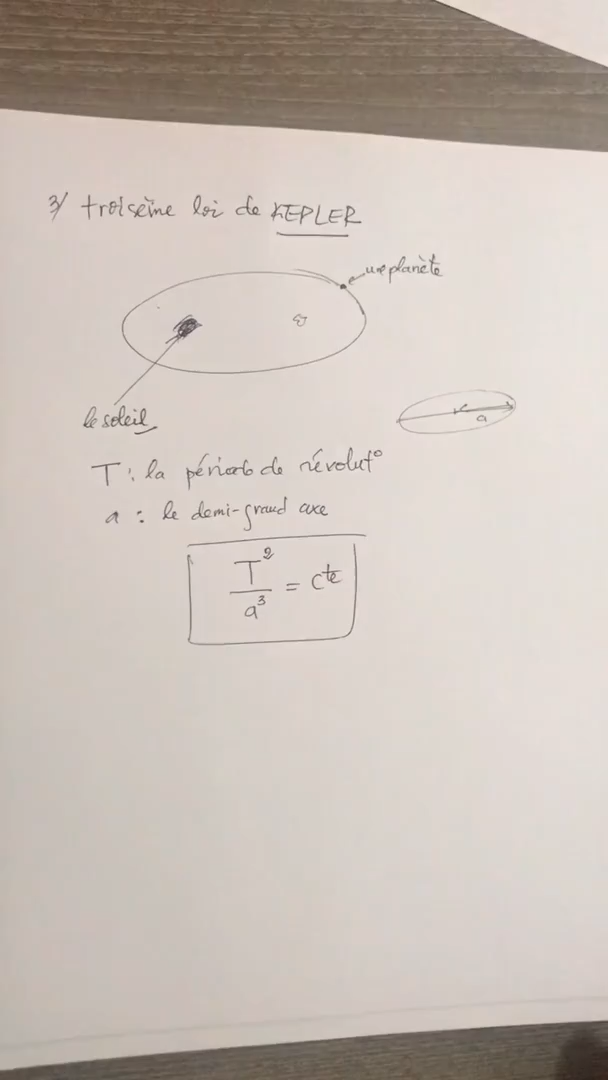 3/ troisème loi de KEPLER
une planète
le soleil
a
T : la période de révolut°
a : le demi-grand axe
T² / a³ = cᵗᵉ